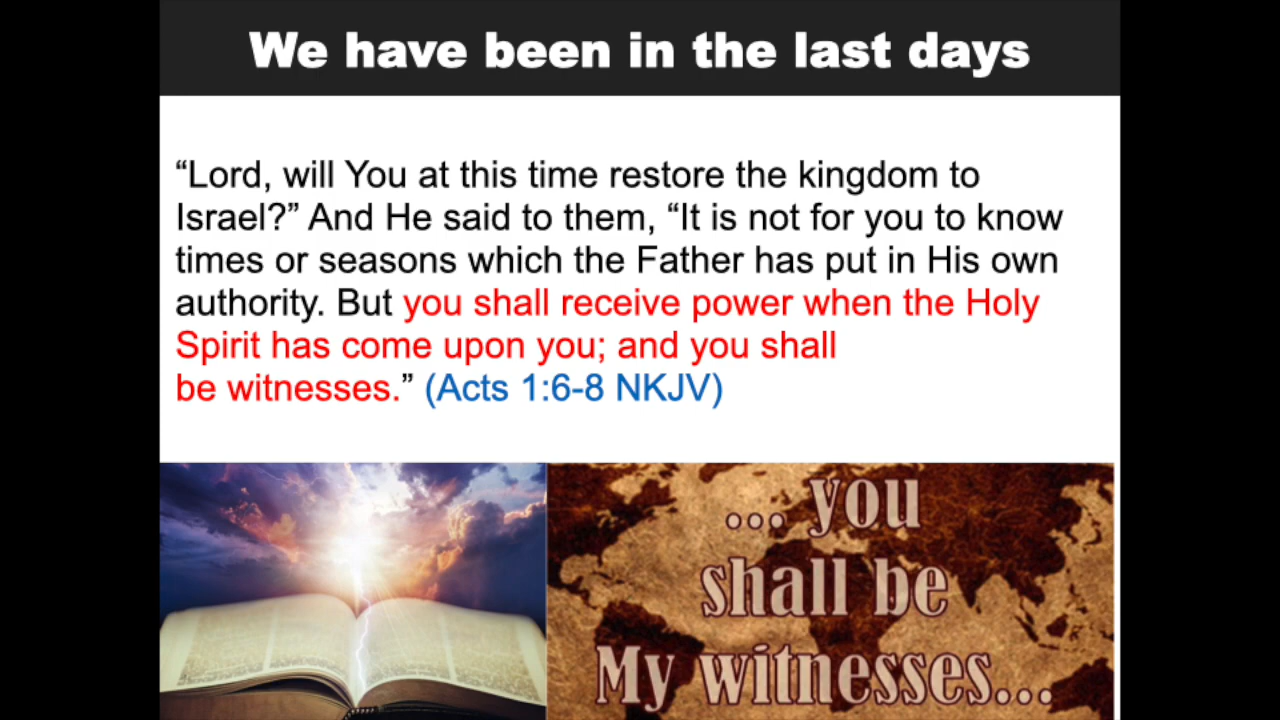 We have been in the last days
“Lord, will You at this time restore the kingdom to
Israel?” And He said to them, “It is not for you to know
times or seasons which the Father has put in His own
authority. But you shall receive power when the Holy
Spirit has come upon you; and you shall
be witnesses.” (Acts 1:6-8 NKJV)
... you
shall be
My witnesses...